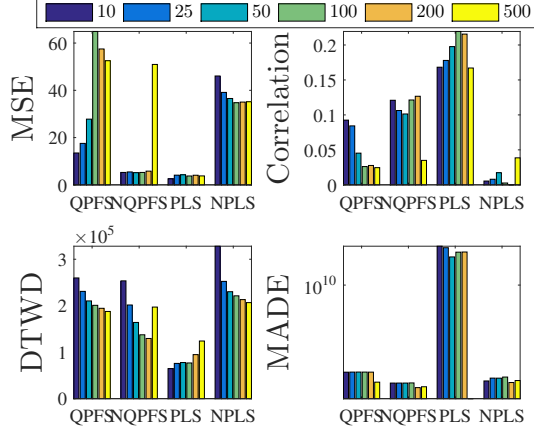 10 25 50 100 200 500
MSE
60
40
20
0
QPFS NQPFS PLS NPLS
Correlation
0.2
0.15
0.1
0.05
0
QPFS NQPFS PLS NPLS
DTWD
×10^5
3
2
1
0
QPFS NQPFS PLS NPLS
MADE
10^10
QPFS NQPFS PLS NPLS